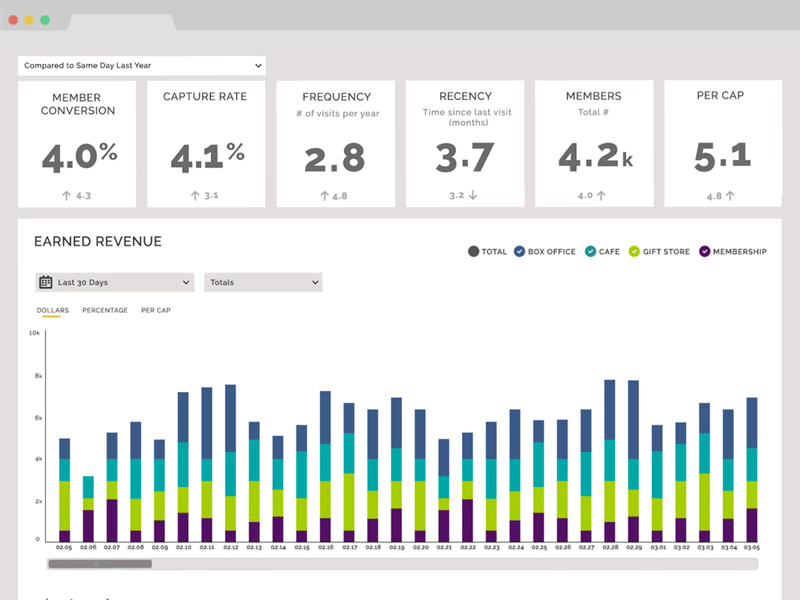 Compared to Same Day Last Year
MEMBER
CONVERSION
4.0%
↑ 4.3
CAPTURE RATE
4.1%
↑ 3.1
FREQUENCY
# of visits per year
2.8
↑ 4.8
RECENCY
Time since last visit
(months)
3.7
3.2 ↓
MEMBERS
Total #
4.2k
4.0 ↑
PER CAP
5.1
4.8 ↑
EARNED REVENUE
TOTAL BOX OFFICE CAFE GIFT STORE MEMBERSHIP
Last 30 Days Totals
DOLLARS PERCENTAGE PER CAP
10k
8k
6k
4k
2k
0
02.05 02.06 02.07 02.08 02.09 02.10 02.11 02.12 02.13 02.14 02.15 02.16 02.17 02.18 02.19 02.20 02.21 02.22 02.23 02.24 02.25 02.26 02.27 02.28 02.29 03.01 03.02 03.03 03.04 03.05